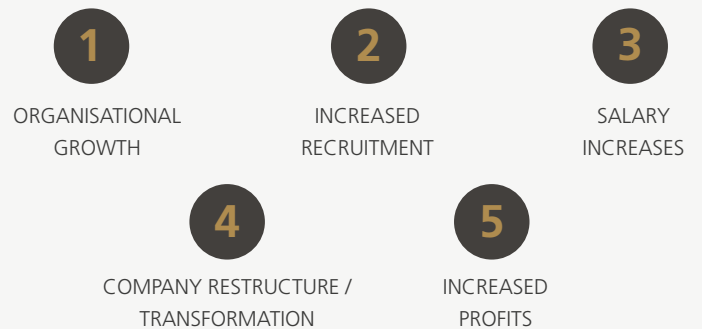 1
ORGANISATIONAL
GROWTH
2
INCREASED
RECRUITMENT
3
SALARY
INCREASES
4
COMPANY RESTRUCTURE /
TRANSFORMATION
5
INCREASED
PROFITS